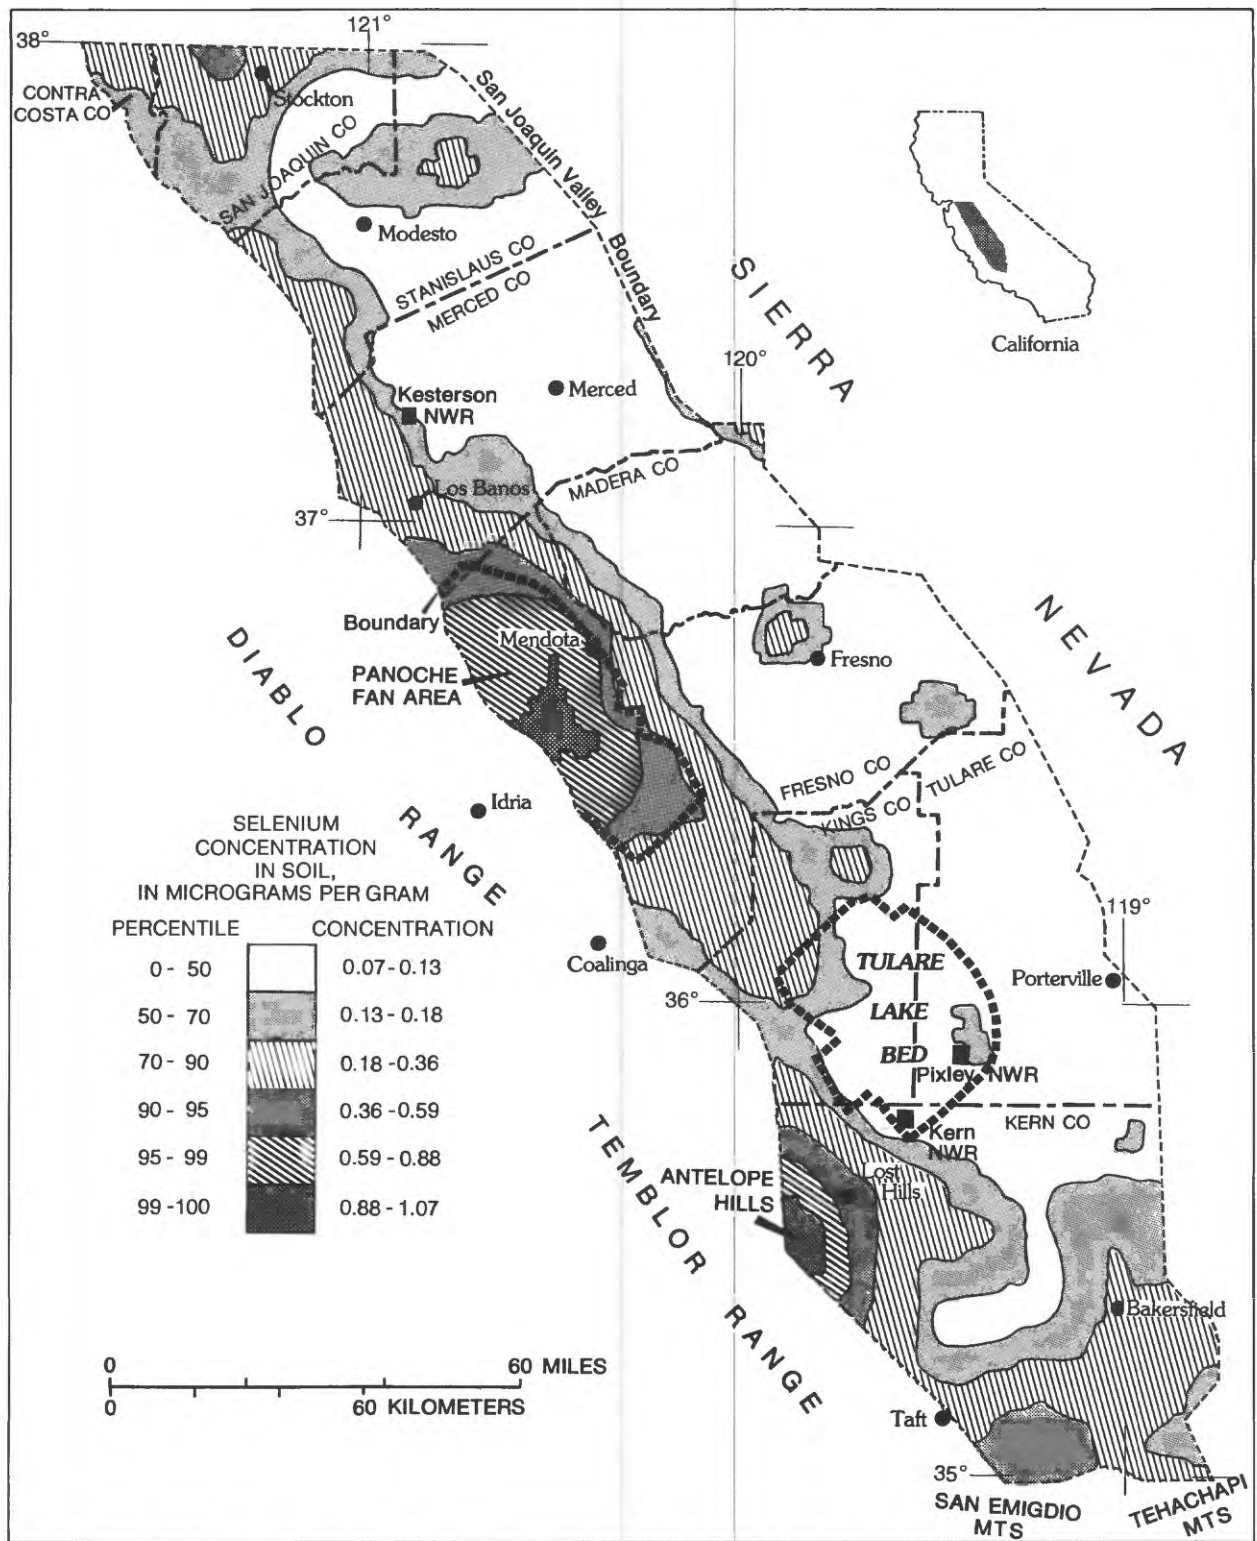 38°
121°
CONTRA
COSTA CO
Stockton
SAN JOAQUIN CO
San Joaquin Valley Boundary
Modesto
STANISLAUS CO
MERCED CO
SIERRA
California
120°
Merced
Kesterson
NWR
MADERA CO
Los Banos
37°
NEVADA
Boundary
Mendota
Fresno
DIABLO
PANOCHE
FAN AREA
FRESNO CO
TULARE CO
KINGS CO
Idria
RANGE
SELENIUM
CONCENTRATION
IN SOIL,
IN MICROGRAMS PER GRAM
PERCENTILE CONCENTRATION
0 - 50 0.07 - 0.13
50 - 70 0.13 - 0.18
70 - 90 0.18 - 0.36
90 - 95 0.36 - 0.59
95 - 99 0.59 - 0.88
99 - 100 0.88 - 1.07
119°
Coalinga
TULARE
LAKE
BED
Porterville
36°
Pixley NWR
KERN CO
Kern
NWR
TEMBLOR RANGE
ANTELOPE
HILLS
Lost
Hills
Bakersfield
0 60 MILES
0 60 KILOMETERS
Taft
35°
SAN EMIGDIO
MTS
TEHACHAPI
MTS